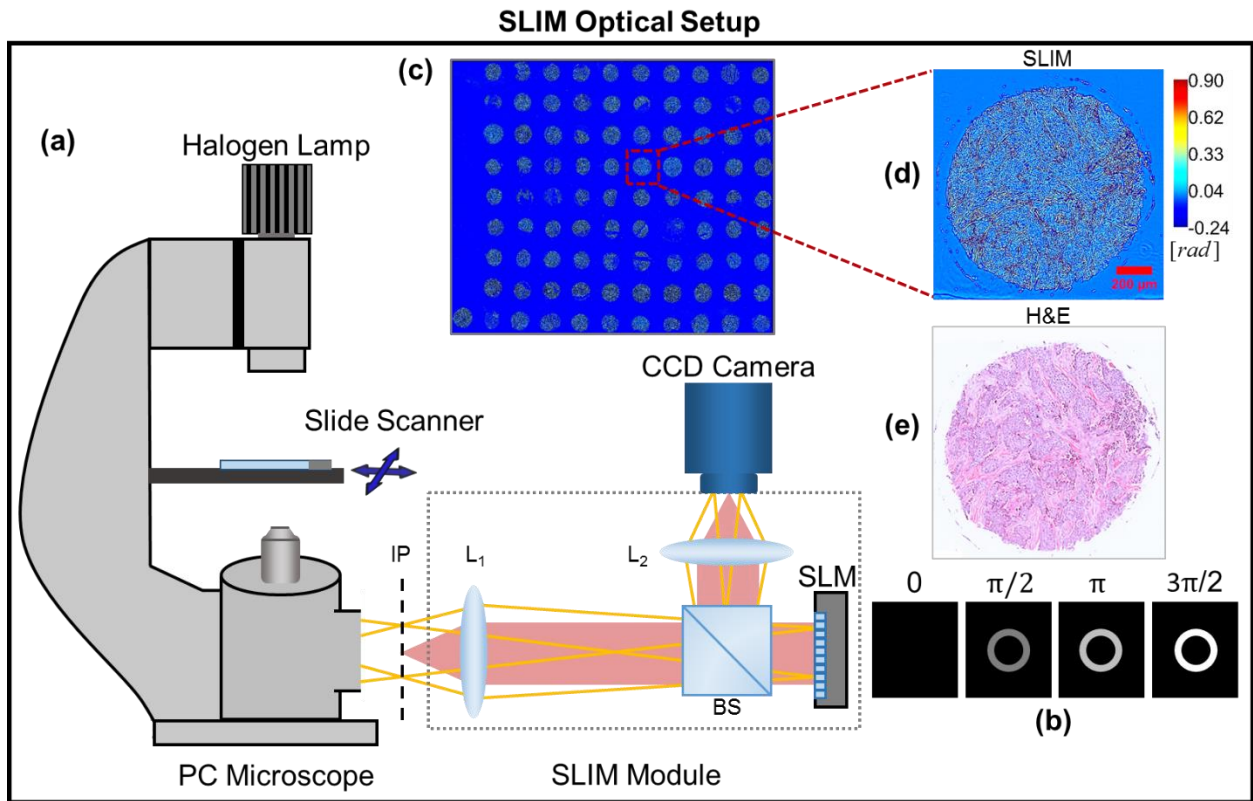 SLIM Optical Setup
(a)
Halogen Lamp
Slide Scanner
PC Microscope
IP
L₁
L₂
CCD Camera
SLM
BS
SLIM Module
(c)
SLIM
(d)
0.90
0.62
0.33
0.04
-0.24
[rad]
200 µm
H&E
(e)
0 π/2 π 3π/2
(b)